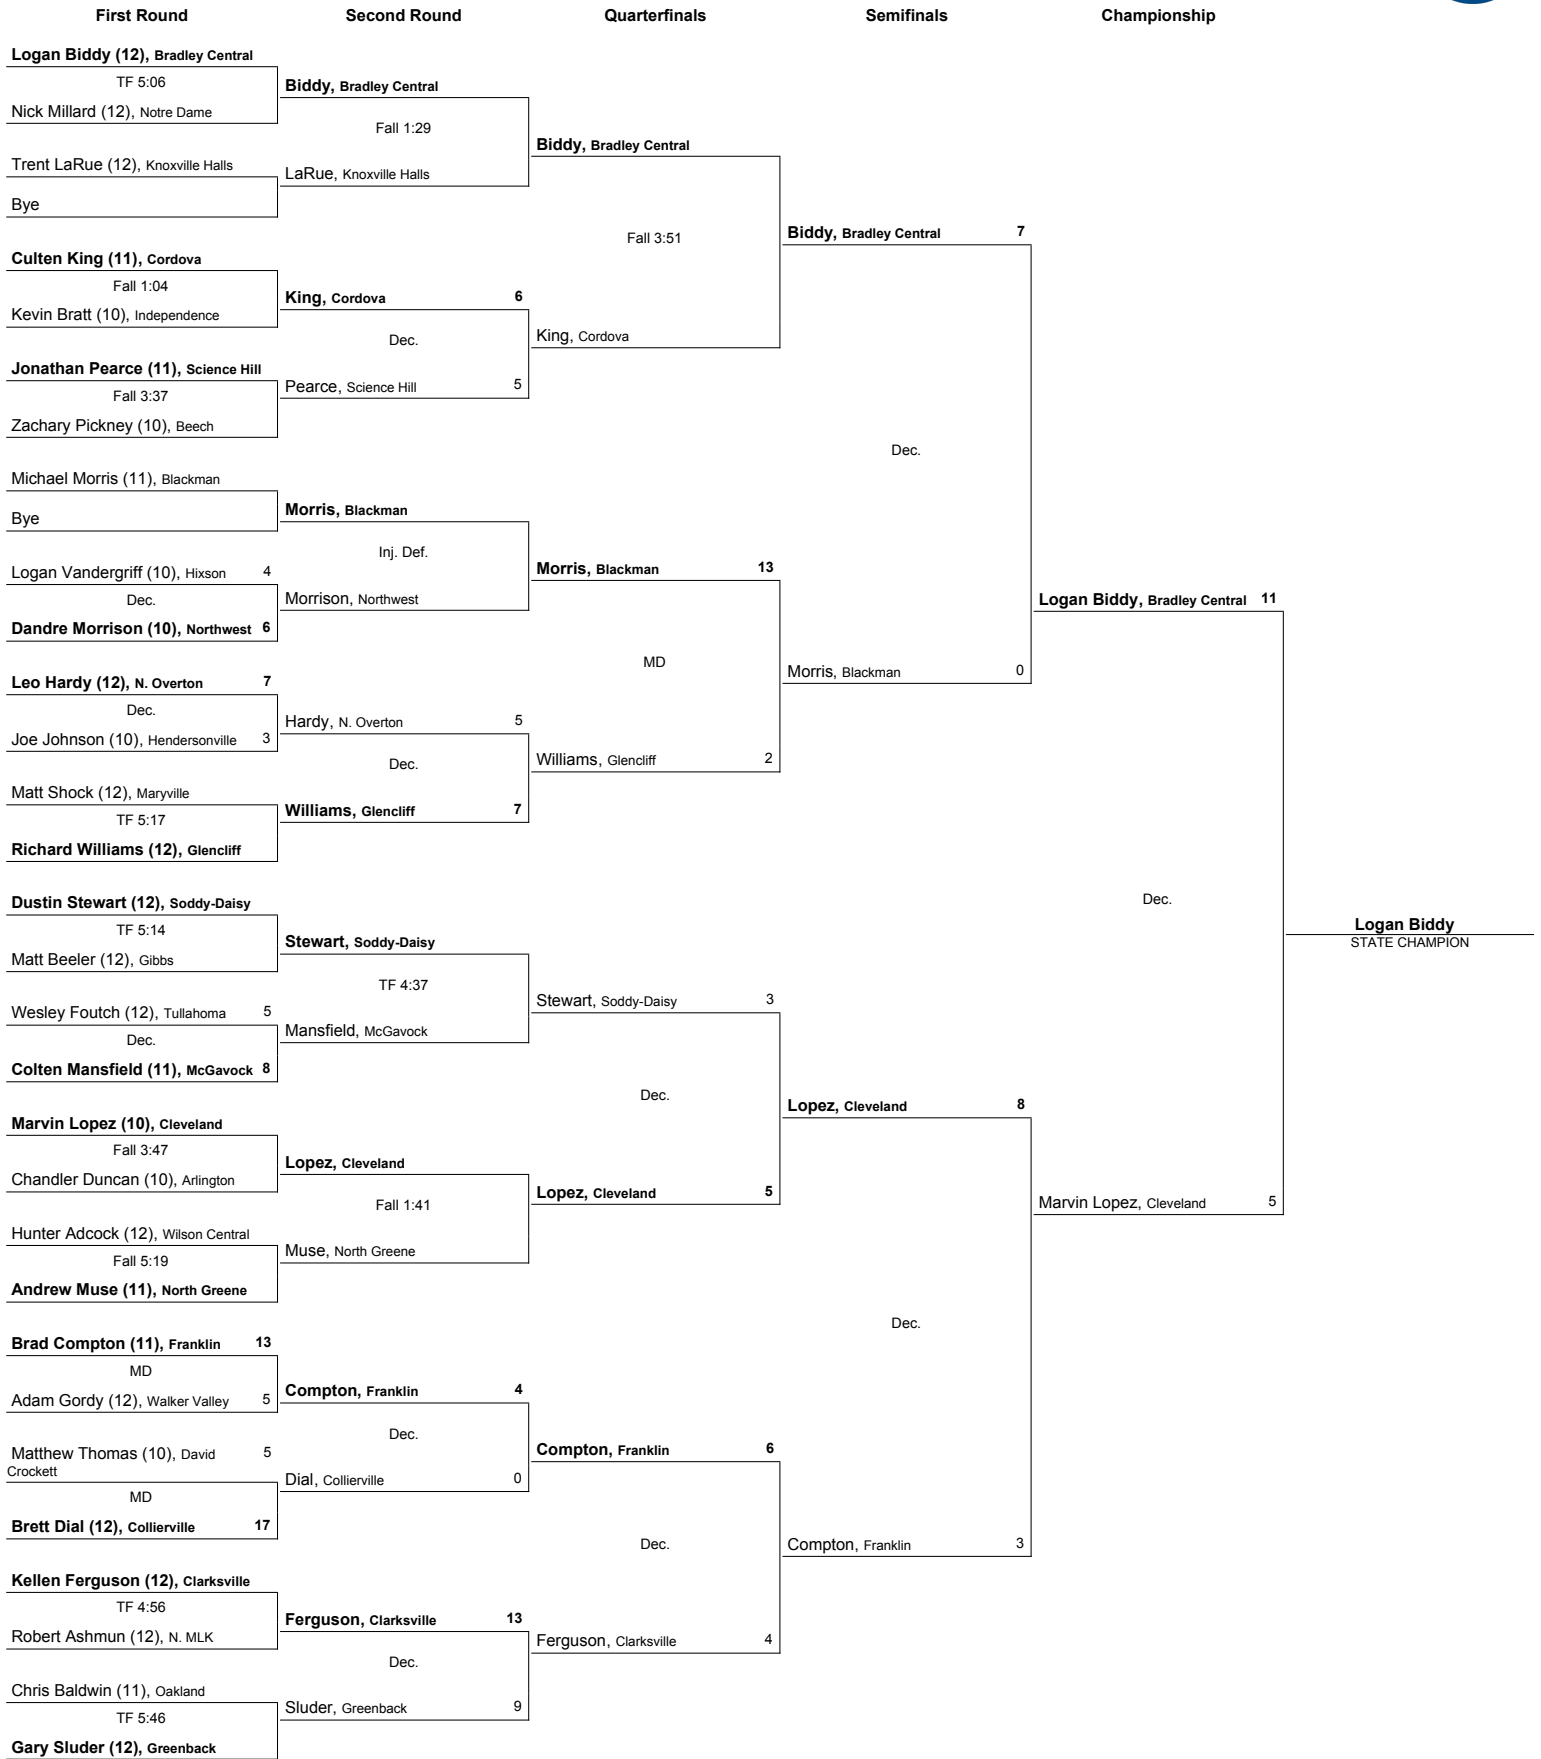 First Round Second Round Quarterfinals Semifinals Championship
Logan Biddy (12), Bradley Central
TF 5:06
Nick Millard (12), Notre Dame
Trent LaRue (12), Knoxville Halls
Bye
Culten King (11), Cordova
Fall 1:04
Kevin Bratt (10), Independence
Jonathan Pearce (11), Science Hill
Fall 3:37
Zachary Pickney (10), Beech
Michael Morris (11), Blackman
Bye
Logan Vandergriff (10), Hixson 4
Dec.
Dandre Morrison (10), Northwest 6
Leo Hardy (12), N. Overton 7
Dec.
Joe Johnson (10), Hendersonville 3
Matt Shock (12), Maryville
TF 5:17
Richard Williams (12), Glencliff
Dustin Stewart (12), Soddy-Daisy
TF 5:14
Matt Beeler (12), Gibbs
Wesley Foutch (12), Tullahoma 5
Dec.
Colten Mansfield (11), McGavock 8
Marvin Lopez (10), Cleveland
Fall 3:47
Chandler Duncan (10), Arlington
Hunter Adcock (12), Wilson Central
Fall 5:19
Andrew Muse (11), North Greene
Brad Compton (11), Franklin 13
MD
Adam Gordy (12), Walker Valley 5
Matthew Thomas (10), David 5
Crockett
MD
Brett Dial (12), Collierville 17
Kellen Ferguson (12), Clarksville
TF 4:56
Robert Ashmun (12), N. MLK
Chris Baldwin (11), Oakland
TF 5:46
Gary Sluder (12), Greenback
Biddy, Bradley Central
Fall 1:29
LaRue, Knoxville Halls
King, Cordova 6
Dec.
Pearce, Science Hill 5
Morris, Blackman
Inj. Def.
Morrison, Northwest
Hardy, N. Overton 5
Dec.
Williams, Glencliff 7
Stewart, Soddy-Daisy
TF 4:37
Mansfield, McGavock
Lopez, Cleveland
Fall 1:41
Muse, North Greene
Compton, Franklin 4
Dec.
Dial, Collierville 0
Ferguson, Clarksville 13
Dec.
Sluder, Greenback 9
Biddy, Bradley Central
Fall 3:51
King, Cordova
Morris, Blackman 13
MD
Williams, Glencliff 2
Stewart, Soddy-Daisy 3
Dec.
Lopez, Cleveland 5
Compton, Franklin 6
Dec.
Ferguson, Clarksville 4
Biddy, Bradley Central 7
Dec.
Morris, Blackman 0
Lopez, Cleveland 8
Dec.
Compton, Franklin 3
Logan Biddy, Bradley Central 11
Dec.
Marvin Lopez, Cleveland 5
Logan Biddy
STATE CHAMPION